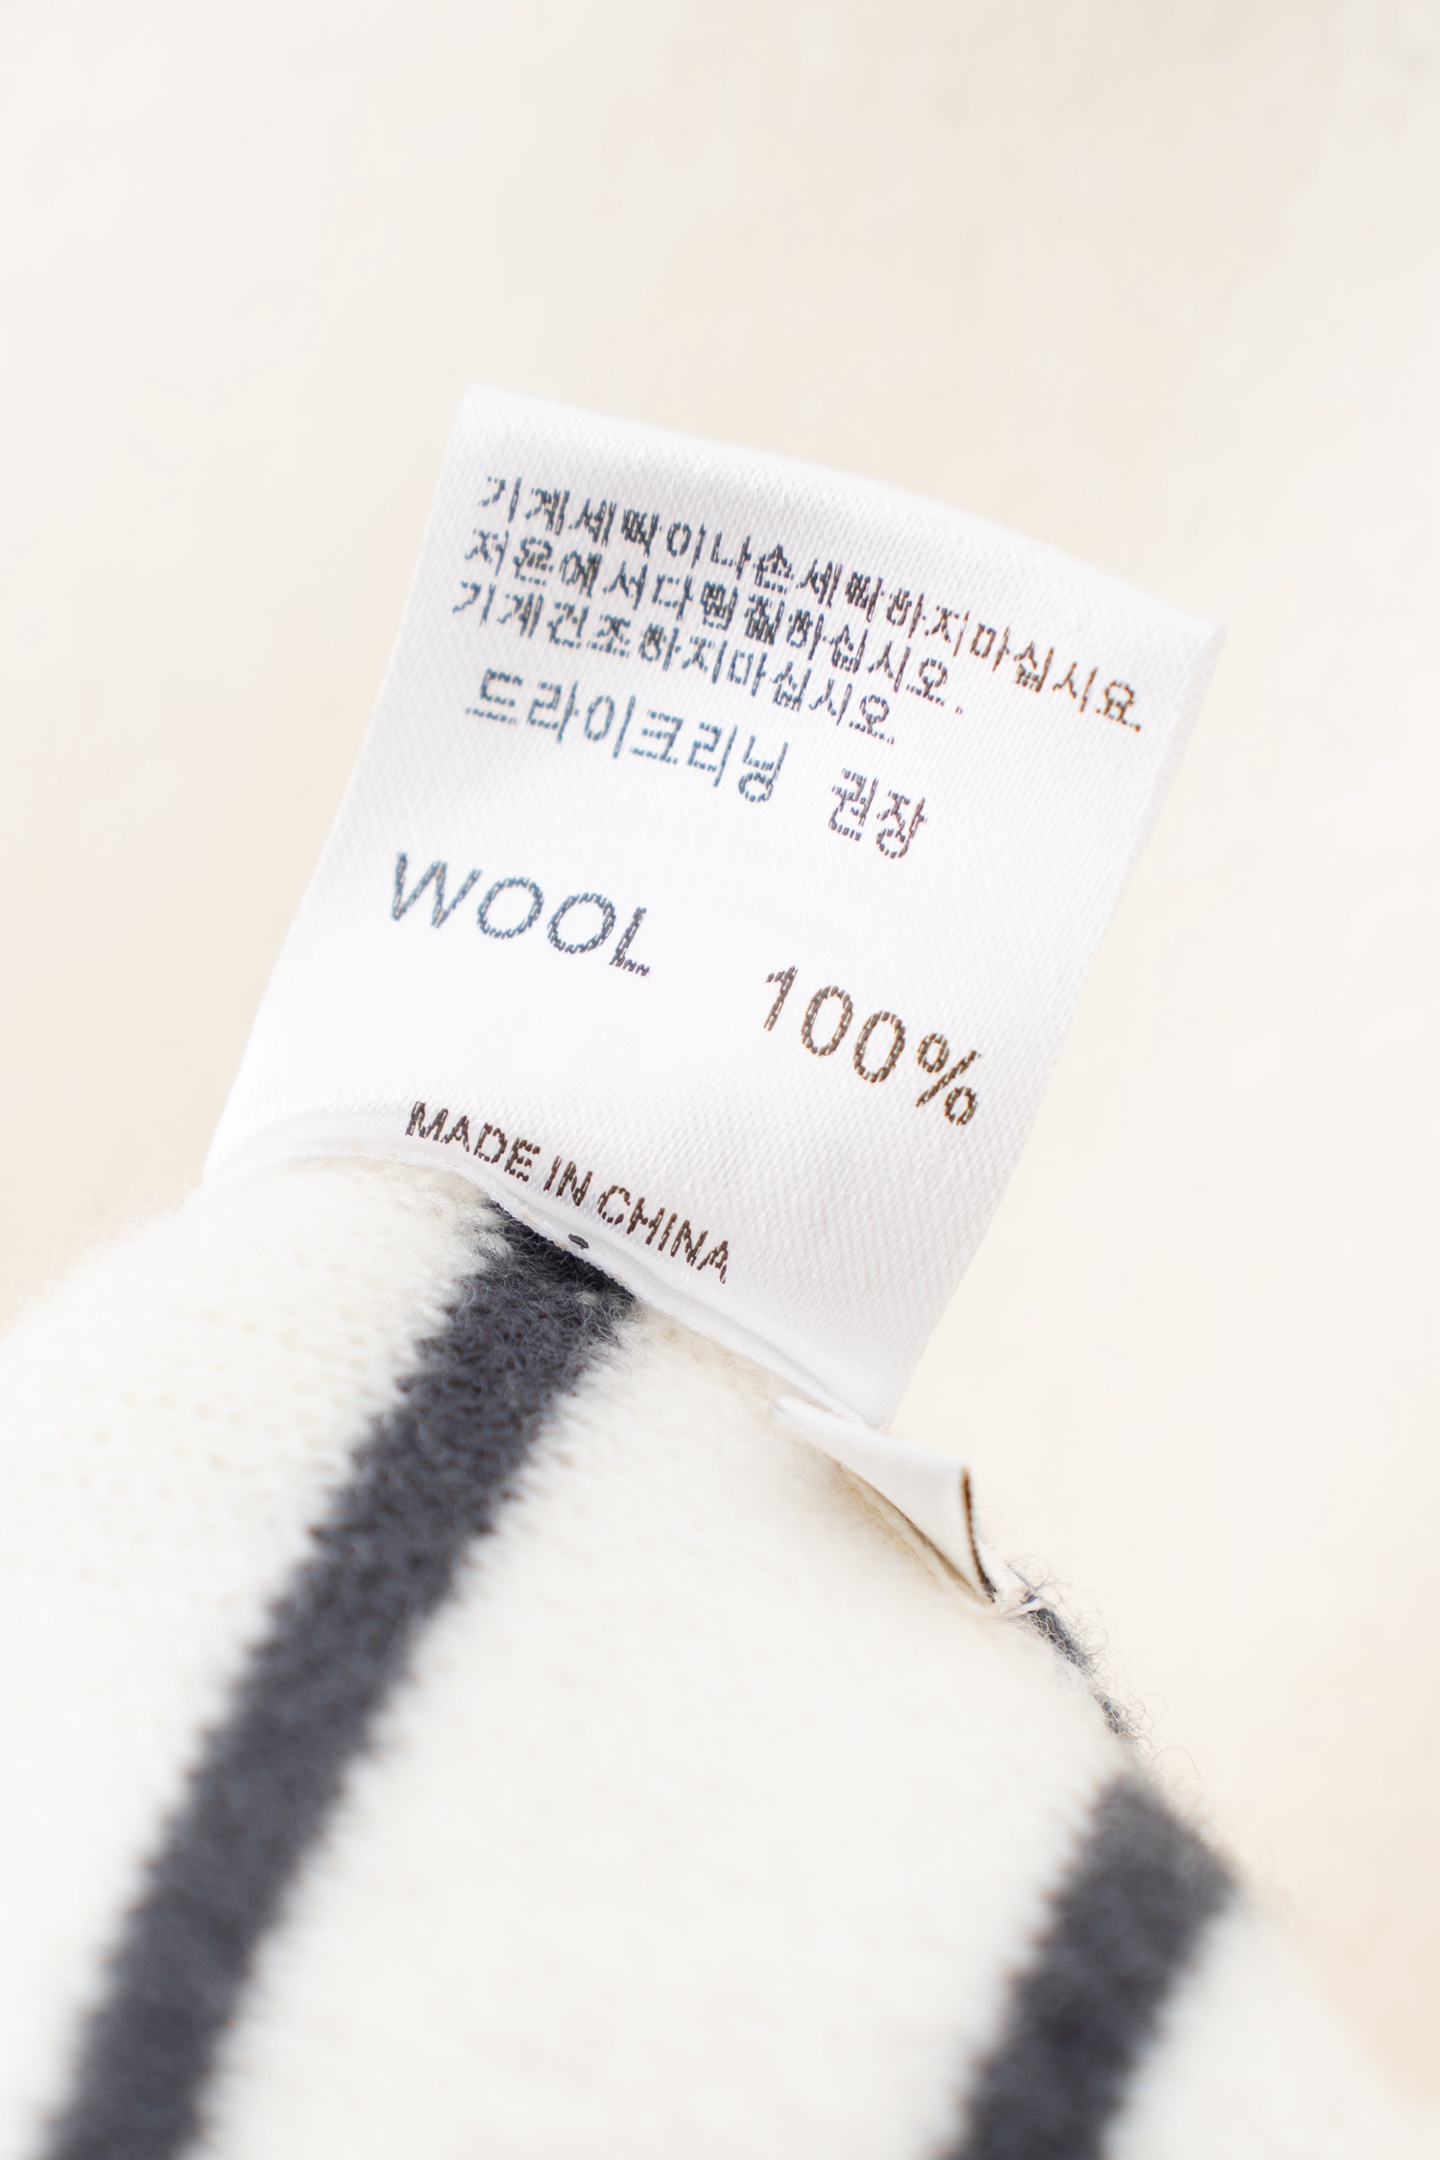 기계세탁이나손세탁하지마십시요.
저온에서다림질하십시오.
기계건조하지마십시오.
드라이크리닝 권장
WOOL 100%
MADE IN CHINA